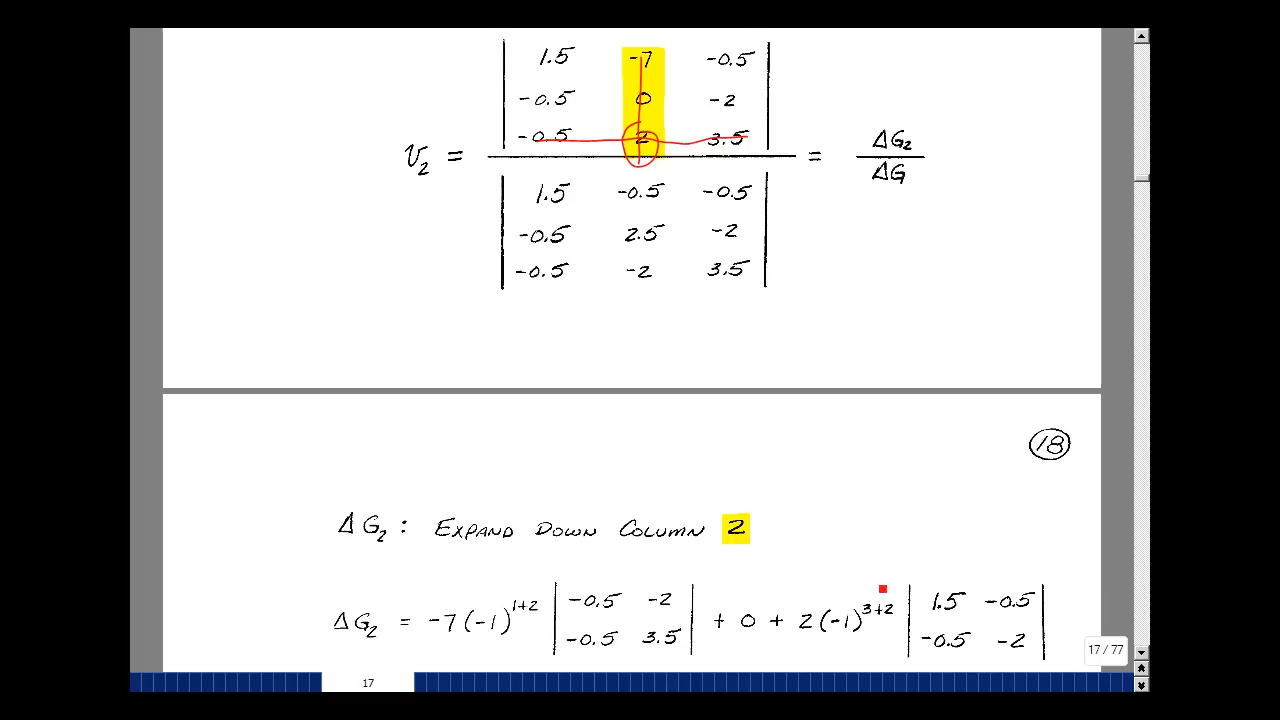 1.5 -7 -0.5
-0.5 0 -2
-0.5 2 3.5
V2 = = ΔG2 / ΔG
1.5 -0.5 -0.5
-0.5 2.5 -2
-0.5 -2 3.5
18
ΔG2 : EXPAND DOWN COLUMN 2
-0.5 -2 1.5 -0.5
ΔG2 = -7(-1)^1+2 + 0 + 2(-1)^3+2
-0.5 3.5 -0.5 -2
17 / 77
17